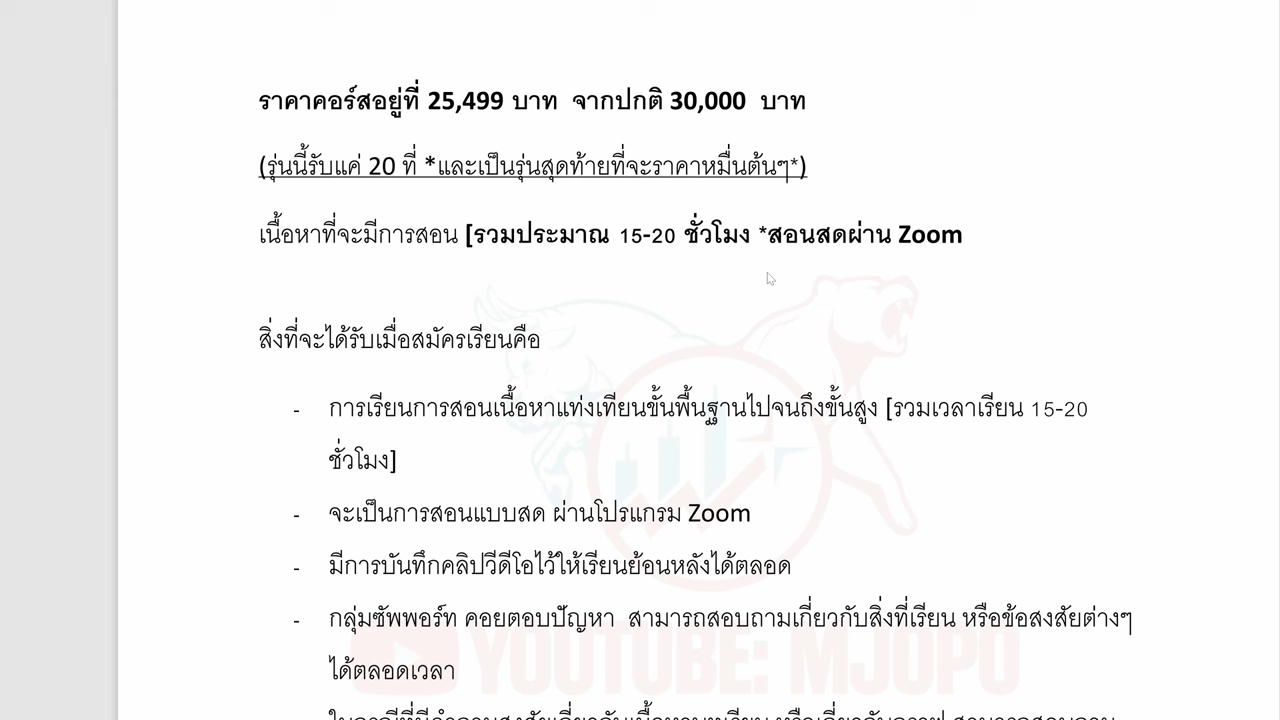 ราคาคอร์สอยู่ที่ 25,499 บาท จากปกติ 30,000 บาท
(รุ่นนี้รับแค่ 20 ที่ *และเป็นรุ่นสุดท้ายที่จะราคาหมื่นต้นๆ*)
เนื้อหาที่จะมีการสอน [รวมประมาณ 15-20 ชั่วโมง *สอนสดผ่าน Zoom
สิ่งที่จะได้รับเมื่อสมัครเรียนคือ
- การเรียนการสอนเนื้อหาแท่งเทียนขั้นพื้นฐานไปจนถึงขั้นสูง [รวมเวลาเรียน 15-20
ชั่วโมง]
- จะเป็นการสอนแบบสด ผ่านโปรแกรม Zoom
- มีการบันทึกคลิปวีดีโอไว้ให้เรียนย้อนหลังได้ตลอด
- กลุ่มซัพพอร์ท คอยตอบปัญหา สามารถสอบถามเกี่ยวกับสิ่งที่เรียน หรือข้อสงสัยต่างๆ
ได้ตลอดเวลา
YOUTUBE: MJOPO